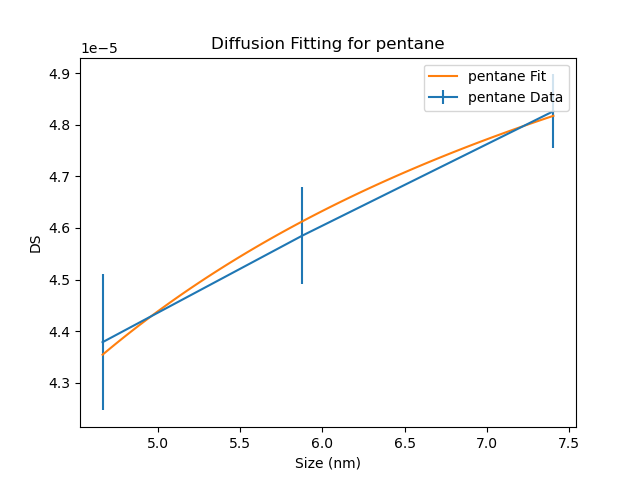 Diffusion Fitting for pentane
1e−5
4.9
4.8
4.7
4.6
4.5
4.4
4.3
DS
pentane Fit
pentane Data
5.0 5.5 6.0 6.5 7.0 7.5
Size (nm)